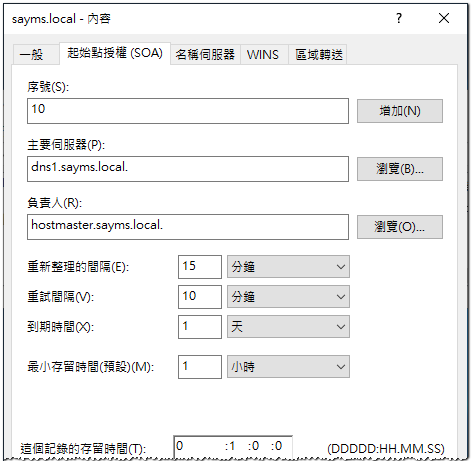 sayms.local - 內容
一般 起始點授權 (SOA) 名稱伺服器 WINS 區域轉送
序號(S):
10 增加(N)
主要伺服器(P):
dns1.sayms.local. 瀏覽(B)...
負責人(R):
hostmaster.sayms.local. 瀏覽(O)...
重新整理的間隔(E): 15 分鐘
重試間隔(V): 10 分鐘
到期時間(X): 1 天
最小存留時間(預設)(M): 1 小時
這個記錄的存留時間(T): 0 :1 :0 :0 (DDDDD:HH.MM.SS)